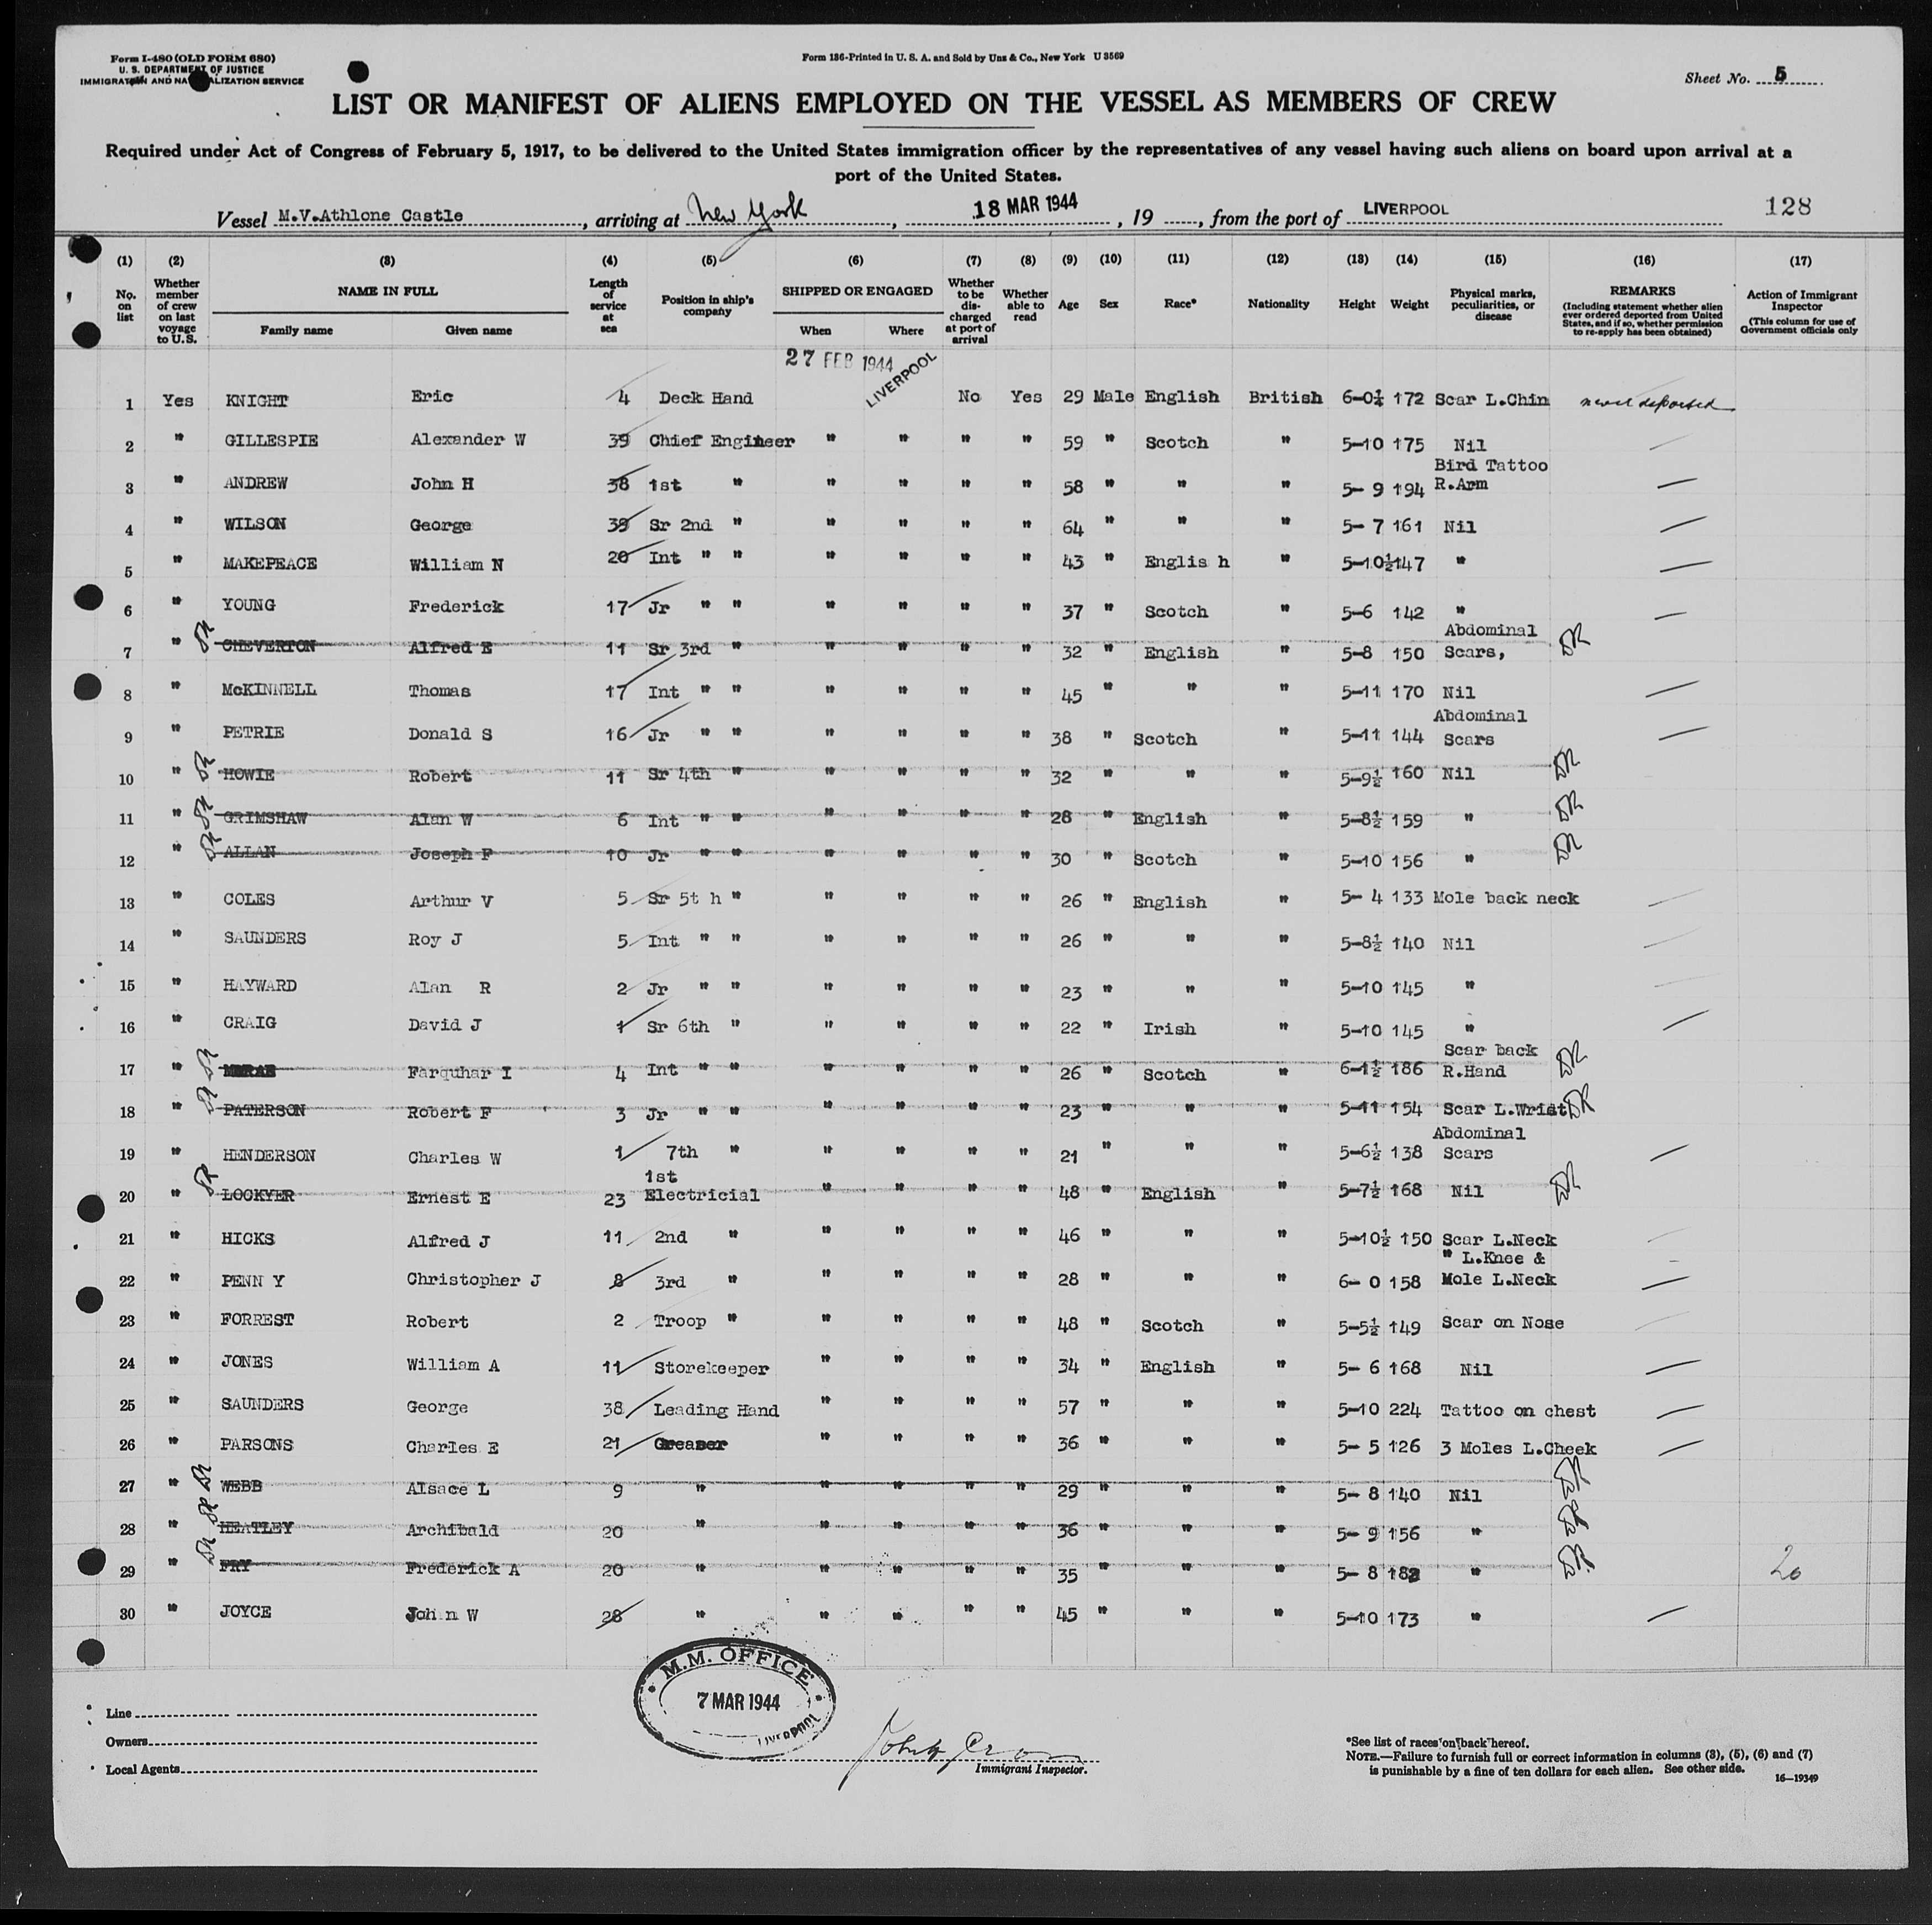 Form I-480 (OLD FORM 680)
U. S. DEPARTMENT OF JUSTICE
IMMIGRATION AND NATURALIZATION SERVICE
Form 136-Printed in U. S. A. and Sold by Unz & Co., New York U 3569
Sheet No. 5
LIST OR MANIFEST OF ALIENS EMPLOYED ON THE VESSEL AS MEMBERS OF CREW
Required under Act of Congress of February 5, 1917, to be delivered to the United States immigration officer by the representatives of any vessel having such aliens on board upon arrival at a
port of the United States.
Vessel M.V.Athlone Castle, arriving at New York, 18 MAR 1944, 19, from the port of LIVERPOOL 128
(1) (2) (3) (4) (5) (6) (7) (8) (9) (10) (11) (12) (13) (14) (15) (16) (17)
No. on list Whether member of crew on last voyage to U.S. NAME IN FULL Family name Given name Length of service at sea Position in ship's company SHIPPED OR ENGAGED When Where Whether to be discharged at port of arrival Whether able to read Age Sex Race* Nationality Height Weight Physical marks, peculiarities, or disease REMARKS (Including statement whether alien ever ordered deported from United States, and if so, whether permission to re-apply has been obtained) Action of Immigrant Inspector (This column for use of Government officials only
27 FEB 1944 LIVERPOOL
1 Yes KNIGHT Eric 4 Deck Hand No Yes 29 Male English British 6-0¼ 172 Scar L.Chin never deported
2 " GILLESPIE Alexander W 39 Chief Engineer " " " " 59 " Scotch " 5-10 175 Nil
3 " ANDREW John H 38 1st " " " " " 58 " " " 5- 9 194 Bird Tattoo R.Arm
4 " WILSON George 39 Sr 2nd " " " " " 64 " " " 5- 7 161 Nil
5 " MAKEPEACE William N 20 Int " " " " " " 43 " Englis h " 5-10½ 147 "
6 " YOUNG Frederick 17 Jr " " " " " " 37 " Scotch " 5-6 142 "
7 " CHEVERTON Alfred E 11 Sr 3rd " " " " " 32 " English " 5-8 150 Abdominal Scars,
8 " McKINNELL Thomas 17 Int " " " " " " 45 " " " 5-11 170 Nil
9 " PETRIE Donald S 16 Jr " " " " " " 38 " Scotch " 5-11 144 Abdominal Scars
10 " HOWIE Robert 11 Sr 4th " " " " " 32 " " " 5-9½ 160 Nil
11 " GRIMSHAW Alan W 6 Int " " " " " " 28 " English " 5-8½ 159 "
12 " ALLAN Joseph F 10 Jr " " " " " " 30 " Scotch " 5-10 156 "
13 " COLES Arthur V 5 Sr 5t h " " " " " 26 " English " 5- 4 133 Mole back neck
14 " SAUNDERS Roy J 5 Int " " " " " " 26 " " " 5-8½ 140 Nil
15 " HAYWARD Alan R 2 Jr " " " " " " 23 " " " 5-10 145 "
16 " CRAIG David J 1 Sr 6th " " " " " 22 " Irish " 5-10 145 "
17 " Farquhar I 4 Int " " " " " " 26 " Scotch " 6-1½ 186 Scar back R.Hand
18 " PATERSON Robert F 3 Jr " " " " " " 23 " " " 5-11 154 Scar L.Wrist
19 " HENDERSON Charles W 1 7th " " " " " 21 " " " 5-6½ 138 Abdominal Scars
20 " LOCKYER Ernest E 23 1st Electricial " " " " 48 " English " 5-7½ 168 Nil
21 " HICKS Alfred J 11 2nd " " " " " 46 " " " 5-10½ 150 Scar L.Neck
22 " PENN Y Christopher J 8 3rd " " " " " 28 " " " 6- 0 158 " L.Knee & Mole L.Neck
23 " FORREST Robert 2 Troop " " " " " 48 " Scotch " 5-5½ 149 Scar on Nose
24 " JONES William A 11 Storekeeper " " " " 34 " English " 5- 6 168 Nil
25 " SAUNDERS George 38 Leading Hand " " " " 57 " " " 5-10 224 Tattoo on chest
26 " PARSONS Charles E 21 Greaser " " " " 36 " " " 5- 5 126 3 Moles L.Cheek
27 " WEBB Alsace L 9 " " " " " 29 " " " 5- 8 140 Nil
28 " HEATLEY Archibald 20 " " " " " 36 " " " 5- 9 156 "
29 " FRY Frederick A 20 " " " " " 35 " " " 5- 8 182 " 20
30 " JOYCE John W 28 " " " " " 45 " " " 5-10 173 "
M.M. OFFICE
7 MAR 1944
LIVERPOOL
Line
Owners
Local Agents
Immigrant Inspector.
*See list of races on back hereof.
NOTE.—Failure to furnish full or correct information in columns (3), (5), (6) and (7)
is punishable by a fine of ten dollars for each alien. See other side.
16—19349